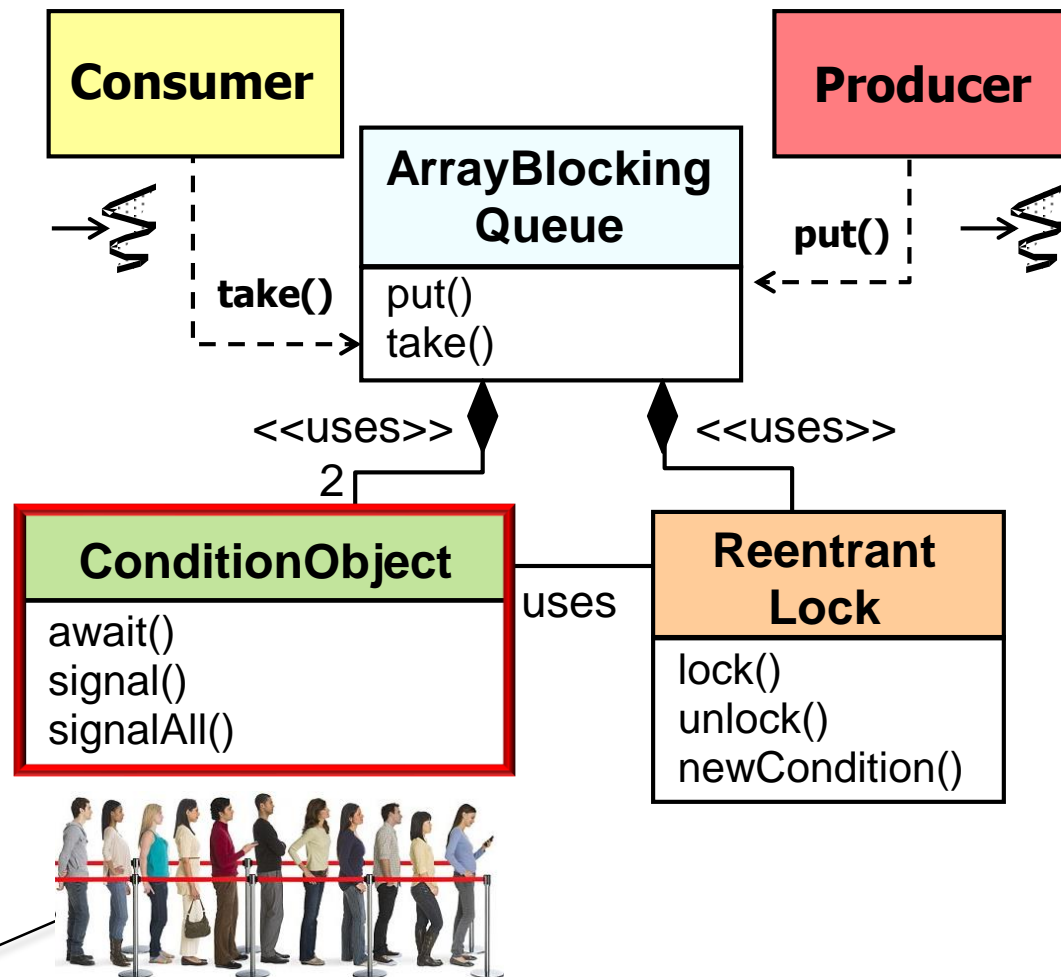 Consumer
Producer
ArrayBlocking
Queue
put()
take()
put()
take()
<<uses>>
<<uses>>
2
ConditionObject
await()
signal()
signalAll()
uses
Reentrant
Lock
lock()
unlock()
newCondition()